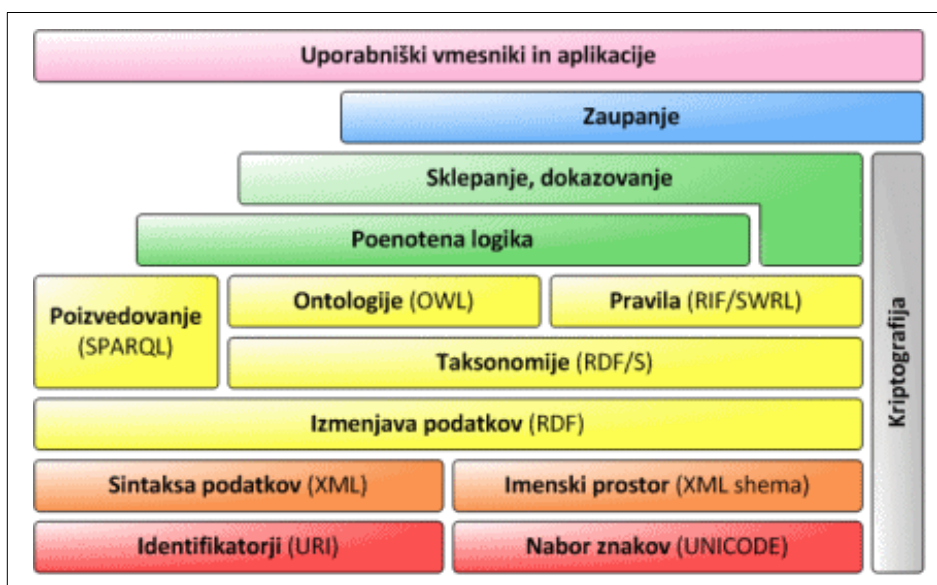 Uporabniški vmesniki in aplikacije
Zaupanje
Sklepanje, dokazovanje
Poenotena logika
Poizvedovanje
(SPARQL)
Ontologije (OWL)
Pravila (RIF/SWRL)
Taksonomije (RDF/S)
Izmenjava podatkov (RDF)
Sintaksa podatkov (XML)
Imenski prostor (XML shema)
Identifikatorji (URI)
Nabor znakov (UNICODE)
Kriptografija